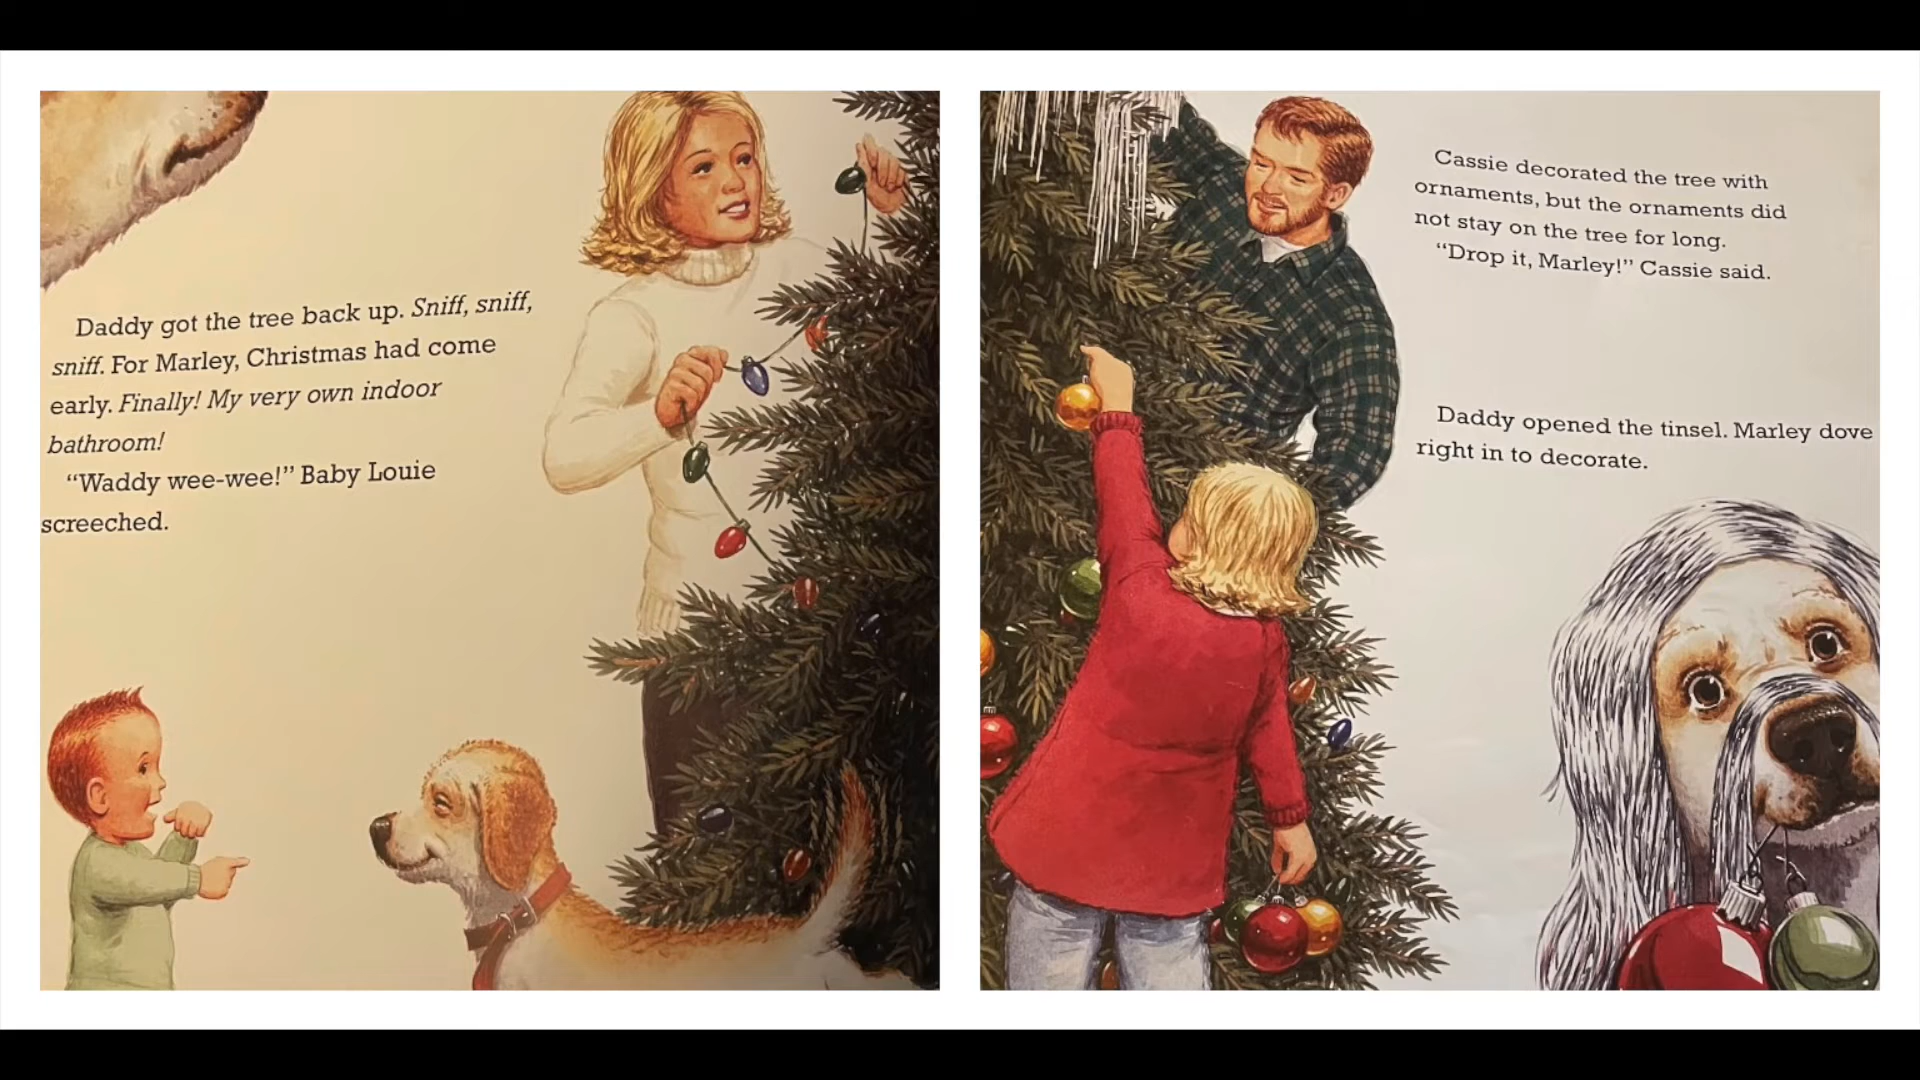 Daddy got the tree back up. Sniff, sniff,
sniff. For Marley, Christmas had come
early. Finally! My very own indoor
bathroom!
“Waddy wee-wee!” Baby Louie
screeched.
Cassie decorated the tree with
ornaments, but the ornaments did
not stay on the tree for long.
“Drop it, Marley!” Cassie said.
Daddy opened the tinsel. Marley dove
right in to decorate.